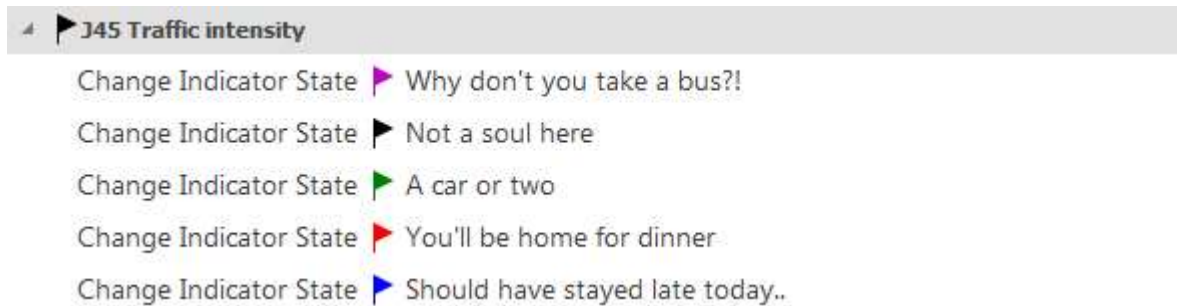 J45 Traffic intensity
Change Indicator State Why don't you take a bus?!
Change Indicator State Not a soul here
Change Indicator State A car or two
Change Indicator State You'll be home for dinner
Change Indicator State Should have stayed late today..